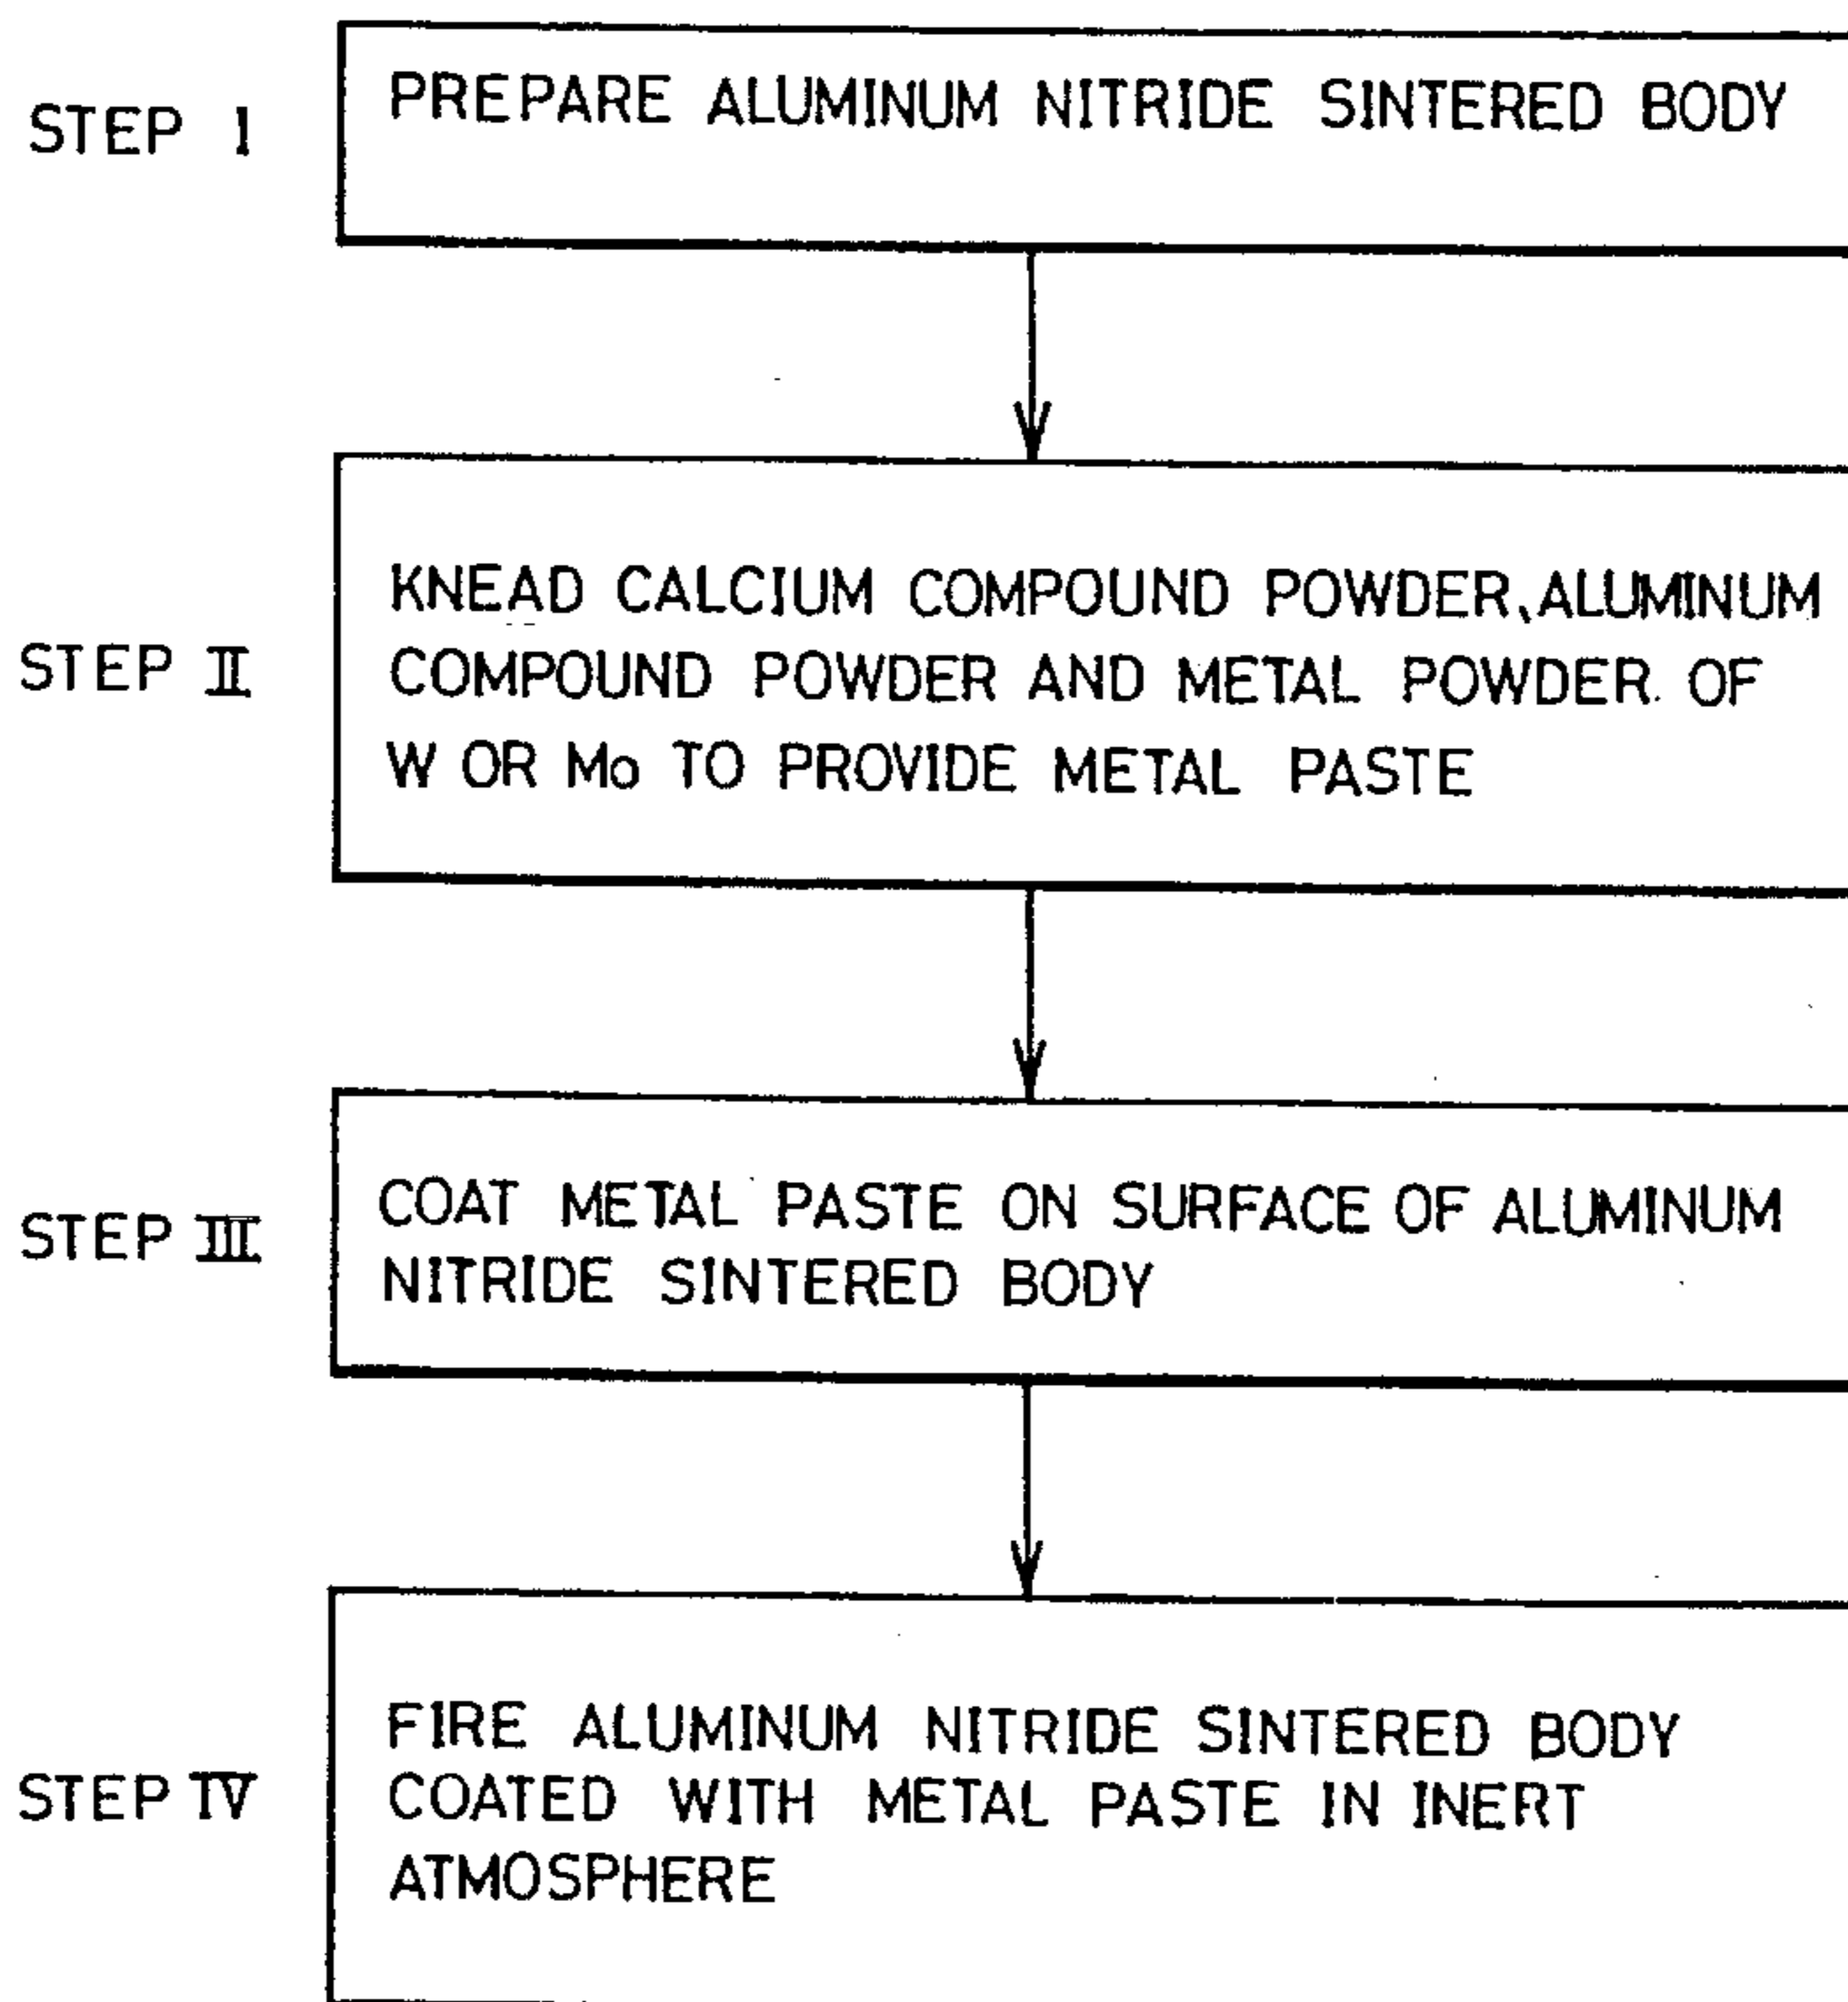 STEP I
PREPARE ALUMINUM NITRIDE SINTERED BODY
STEP II
KNEAD CALCIUM COMPOUND POWDER, ALUMINUM
COMPOUND POWDER AND METAL POWDER OF
W OR Mo TO PROVIDE METAL PASTE
STEP III
COAT METAL PASTE ON SURFACE OF ALUMINUM
NITRIDE SINTERED BODY
STEP IV
FIRE ALUMINUM NITRIDE SINTERED BODY
COATED WITH METAL PASTE IN INERT
ATMOSPHERE